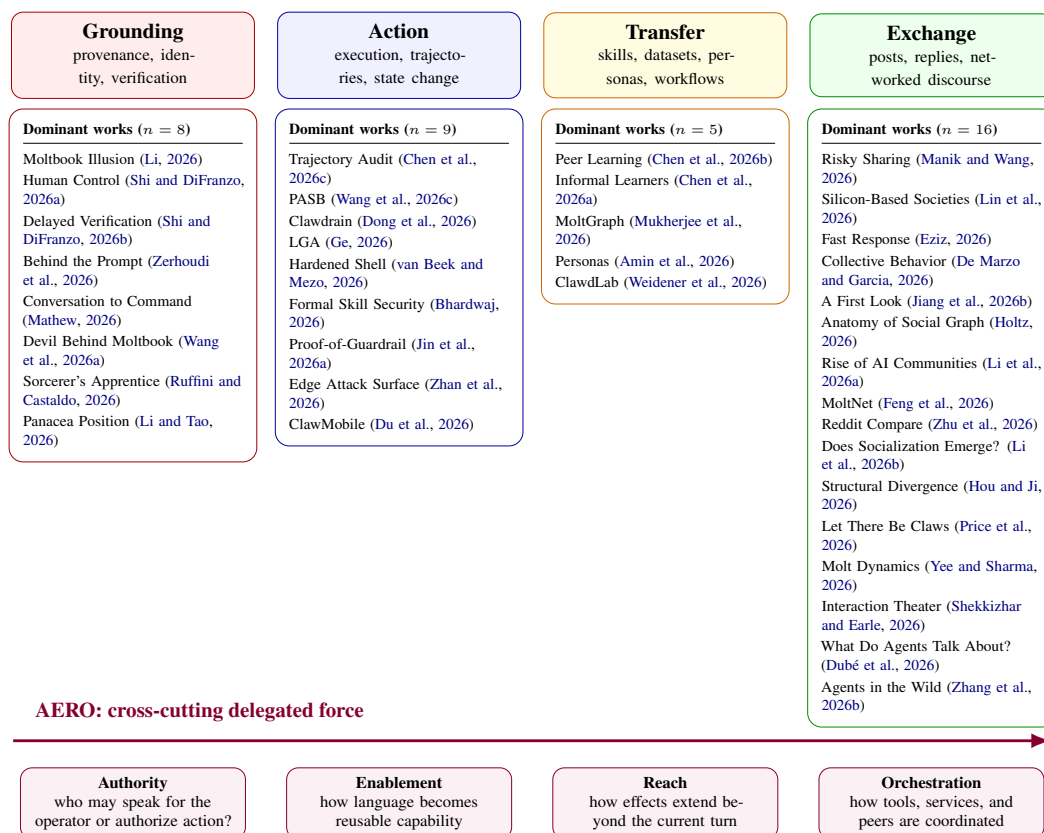 Grounding
provenance, iden-
tity, verification
Dominant works (n = 8)
Moltbook Illusion (Li, 2026)
Human Control (Shi and DiFranzo,
2026a)
Delayed Verification (Shi and
DiFranzo, 2026b)
Behind the Prompt (Zerhoudi
et al., 2026)
Conversation to Command
(Mathew, 2026)
Devil Behind Moltbook (Wang
et al., 2026a)
Sorcerer's Apprentice (Ruffini and
Castaldo, 2026)
Panacea Position (Li and Tao,
2026)
Action
execution, trajecto-
ries, state change
Dominant works (n = 9)
Trajectory Audit (Chen et al.,
2026c)
PASB (Wang et al., 2026c)
Clawdrain (Dong et al., 2026)
LGA (Ge, 2026)
Hardened Shell (van Beek and
Mezo, 2026)
Formal Skill Security (Bhardwaj,
2026)
Proof-of-Guardrail (Jin et al.,
2026a)
Edge Attack Surface (Zhan et al.,
2026)
ClawMobile (Du et al., 2026)
Transfer
skills, datasets, per-
sonas, workflows
Dominant works (n = 5)
Peer Learning (Chen et al., 2026b)
Informal Learners (Chen et al.,
2026a)
MoltGraph (Mukherjee et al.,
2026)
Personas (Amin et al., 2026)
ClawdLab (Weidener et al., 2026)
Exchange
posts, replies, net-
worked discourse
Dominant works (n = 16)
Risky Sharing (Manik and Wang,
2026)
Silicon-Based Societies (Lin et al.,
2026)
Fast Response (Eziz, 2026)
Collective Behavior (De Marzo
and Garcia, 2026)
A First Look (Jiang et al., 2026b)
Anatomy of Social Graph (Holtz,
2026)
Rise of AI Communities (Li et al.,
2026a)
MoltNet (Feng et al., 2026)
Reddit Compare (Zhu et al., 2026)
Does Socialization Emerge? (Li
et al., 2026b)
Structural Divergence (Hou and Ji,
2026)
Let There Be Claws (Price et al.,
2026)
Molt Dynamics (Yee and Sharma,
2026)
Interaction Theater (Shekkizhar
and Earle, 2026)
What Do Agents Talk About?
(Dubé et al., 2026)
Agents in the Wild (Zhang et al.,
2026b)
AERO: cross-cutting delegated force
Authority
who may speak for the
operator or authorize action?
Enablement
how language becomes
reusable capability
Reach
how effects extend be-
yond the current turn
Orchestration
how tools, services, and
peers are coordinated